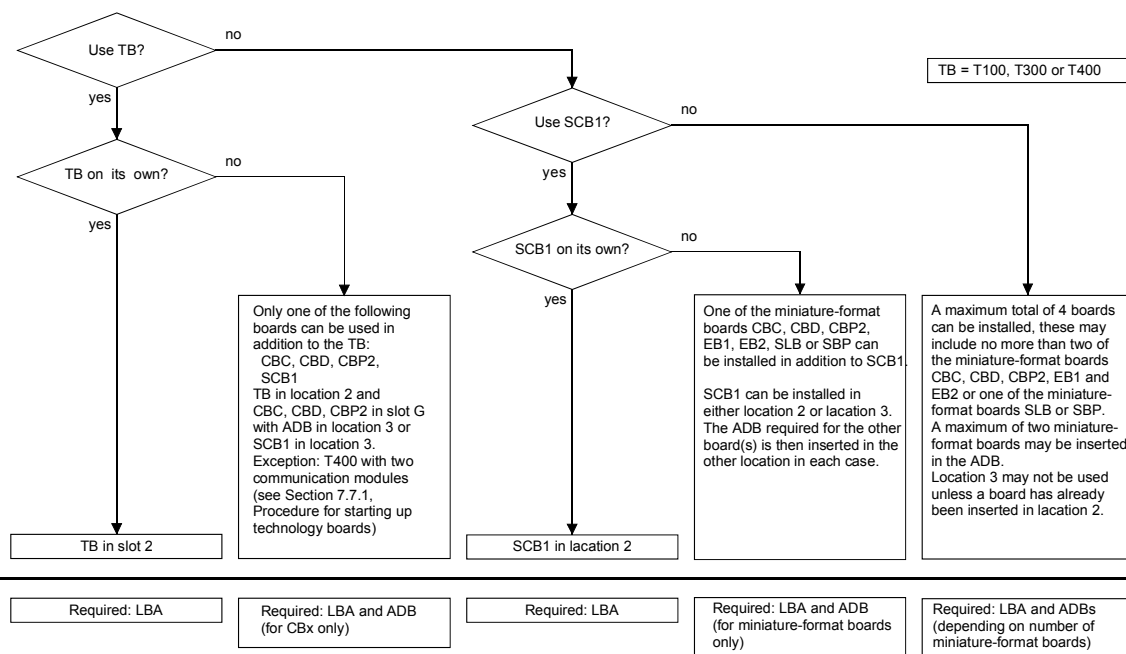 Use TB?
no
yes
TB = T100, T300 or T400
Use SCB1?
no
yes
TB on its own?
no
yes
SCB1 on its own?
no
yes
Only one of the following
boards can be used in
addition to the TB:
CBC, CBD, CBP2,
SCB1
TB in location 2 and
CBC, CBD, CBP2 in slot G
with ADB in location 3 or
SCB1 in location 3.
Exception: T400 with two
communication modules
(see Section 7.7.1,
Procedure for starting up
technology boards)
One of the miniature-format
boards CBC, CBD, CBP2,
EB1, EB2, SLB or SBP can
be installed in addition to SCB1.
SCB1 can be installed in
either location 2 or lacation 3.
The ADB required for the other
board(s) is then inserted in the
other location in each case.
A maximum total of 4 boards
can be installed, these may
include no more than two of
the miniature-format boards
CBC, CBD, CBP2, EB1 and
EB2 or one of the miniature-
format boards SLB or SBP.
A maximum of two miniature-
format boards may be inserted
in the ADB.
Location 3 may not be used
unless a board has already
been inserted in lacation 2.
TB in slot 2
SCB1 in lacation 2
Required: LBA
Required: LBA and ADB
(for CBx only)
Required: LBA
Required: LBA and ADB
(for miniature-format boards
only)
Required: LBA and ADBs
(depending on number of
miniature-format boards)